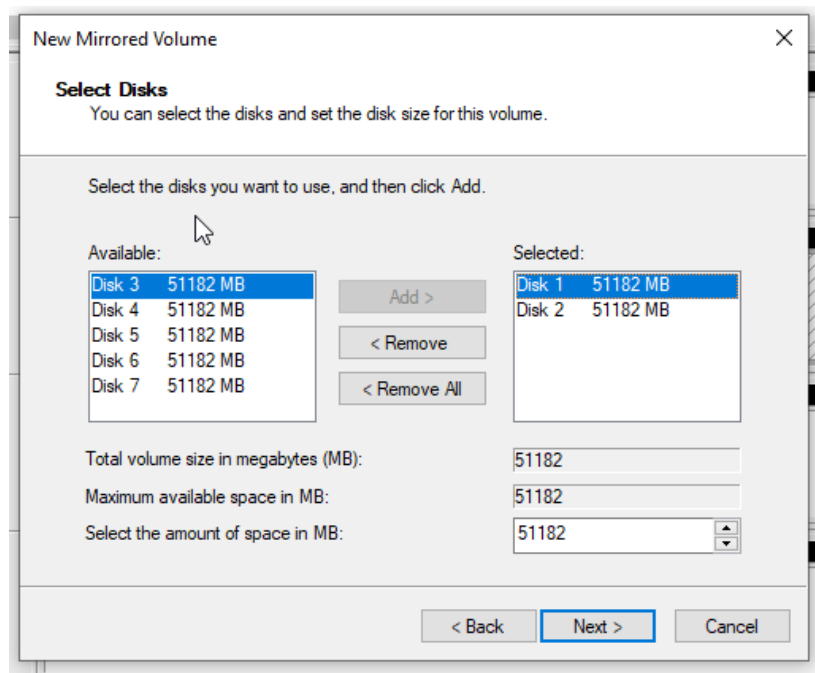 New Mirrored Volume
Select Disks
You can select the disks and set the disk size for this volume.
Select the disks you want to use, and then click Add.
Available:
Selected:
Disk 3 51182 MB
Disk 4 51182 MB
Disk 5 51182 MB
Disk 6 51182 MB
Disk 7 51182 MB
Add >
< Remove
< Remove All
Disk 1 51182 MB
Disk 2 51182 MB
Total volume size in megabytes (MB): 51182
Maximum available space in MB: 51182
Select the amount of space in MB: 51182
< Back Next > Cancel